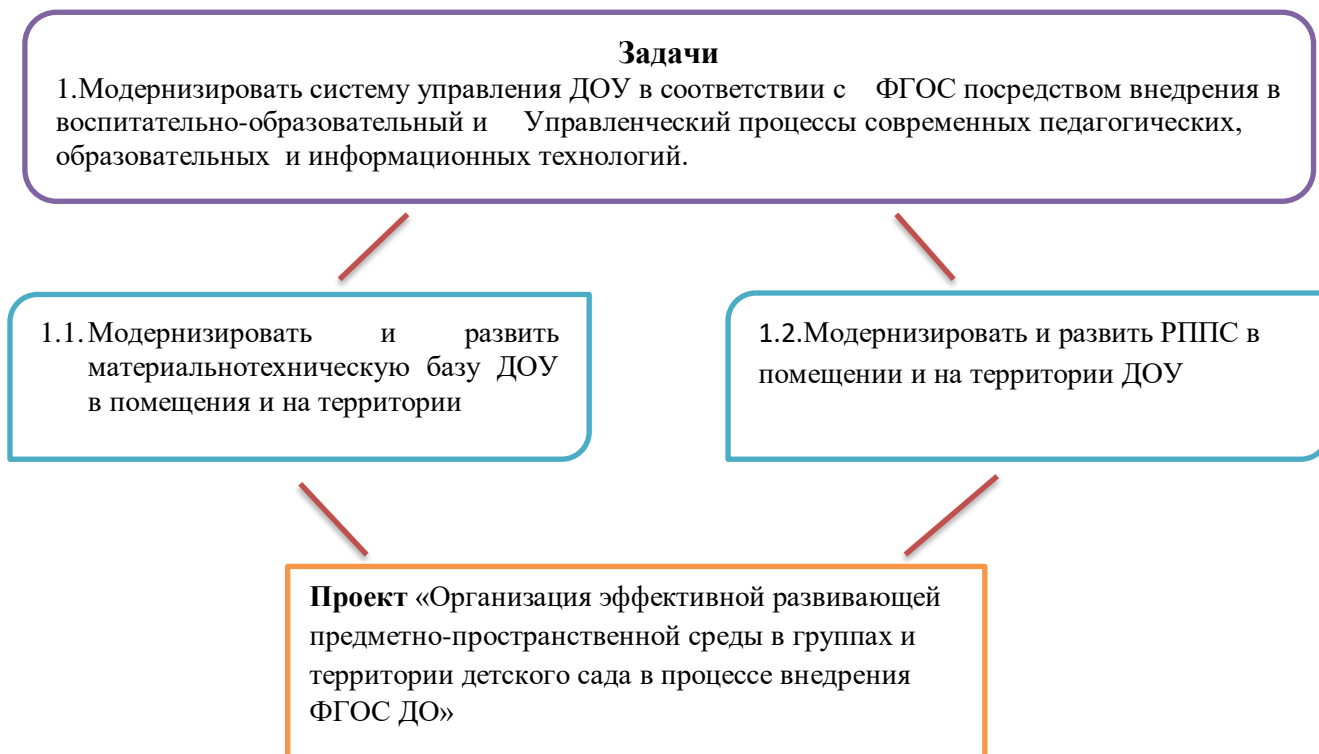 Задачи
1.Модернизировать систему управления ДОУ в соответствии с ФГОС посредством внедрения в
воспитательно-образовательный и Управленческий процессы современных педагогических,
образовательных и информационных технологий.
1.1. Модернизировать и развить
материальнотехническую базу ДОУ
в помещения и на территории
1.2.Модернизировать и развить РППС в
помещении и на территории ДОУ
Проект «Организация эффективной развивающей
предметно-пространственной среды в группах и
территории детского сада в процессе внедрения
ФГОС ДО»